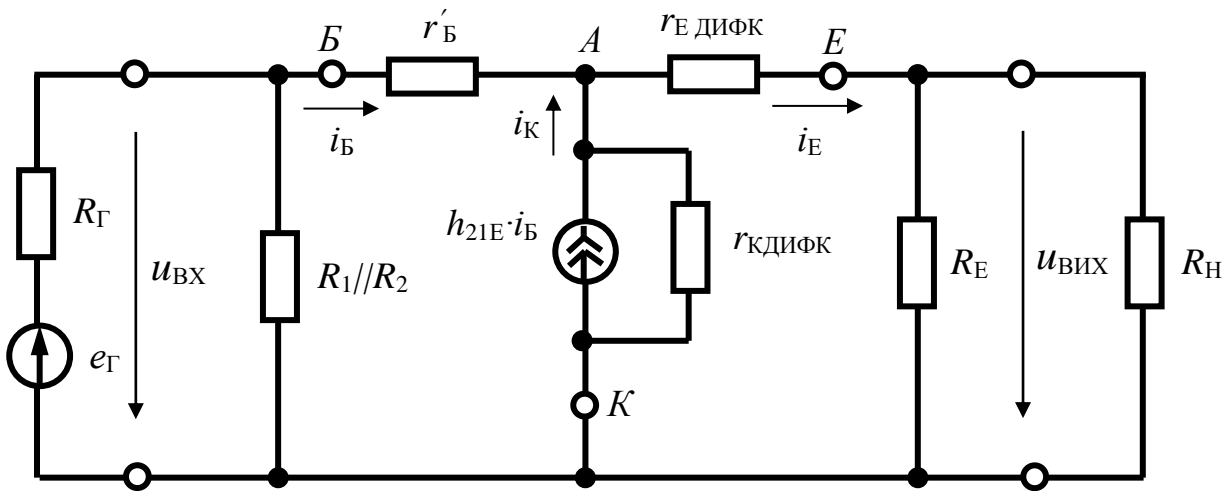 Б
r′Б
А
rЕ ДИФК
Е
iБ
iК
iЕ
RГ
uВХ
R1//R2
h21Е·iБ
rКДИФК
RЕ
uВИХ
RН
eГ
К